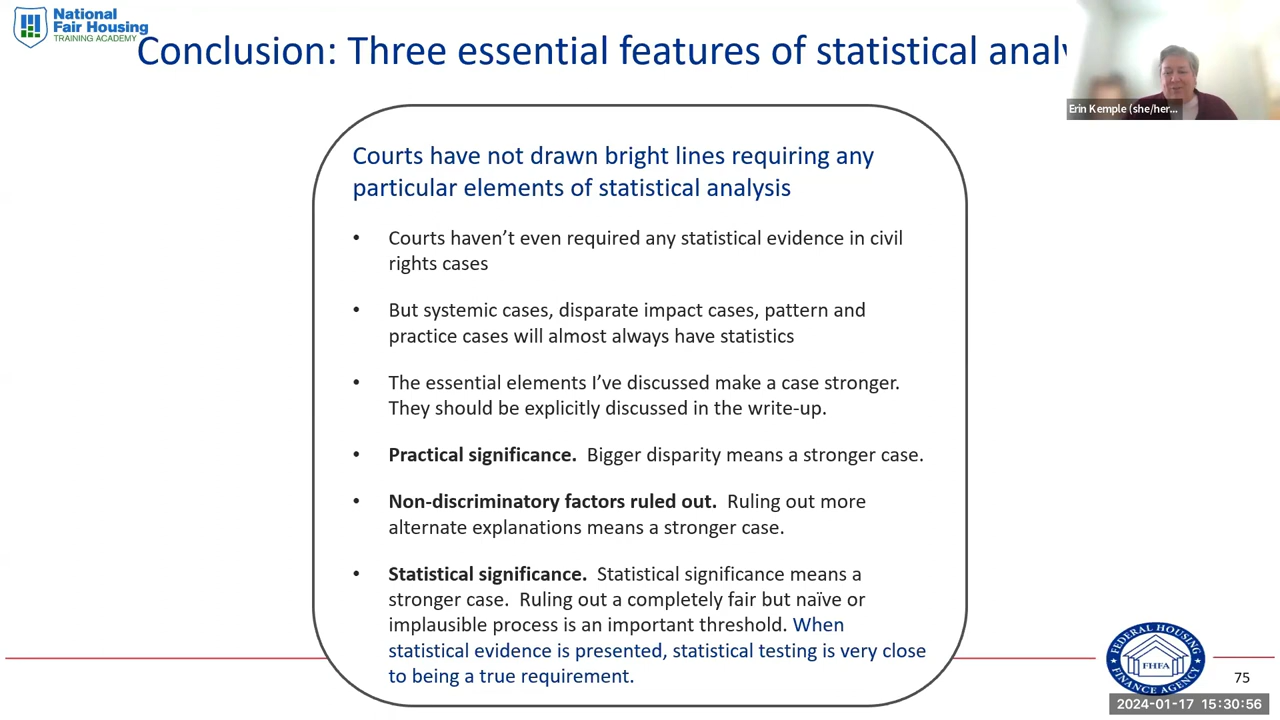 National
Fair Housing
TRAINING ACADEMY
Conclusion: Three essential features of statistical analy
Erin Kemple (she/her...
Courts have not drawn bright lines requiring any
particular elements of statistical analysis
• Courts haven’t even required any statistical evidence in civil
rights cases
• But systemic cases, disparate impact cases, pattern and
practice cases will almost always have statistics
• The essential elements I’ve discussed make a case stronger.
They should be explicitly discussed in the write-up.
• Practical significance. Bigger disparity means a stronger case.
• Non-discriminatory factors ruled out. Ruling out more
alternate explanations means a stronger case.
• Statistical significance. Statistical significance means a
stronger case. Ruling out a completely fair but naïve or
implausible process is an important threshold. When
statistical evidence is presented, statistical testing is very close
to being a true requirement.
FEDERAL HOUSING
FHFA
FINANCE AGENCY
75
2024-01-17 15:30:56